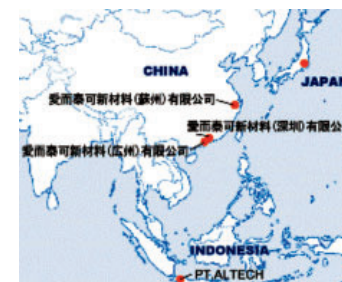 CHINA
JAPAN
愛而泰可新材料(蘇州)有限公司
愛而泰可新材料(深圳)有限公
愛而泰可新材料(広州)有限公司
INDONESIA
PT ALTECH